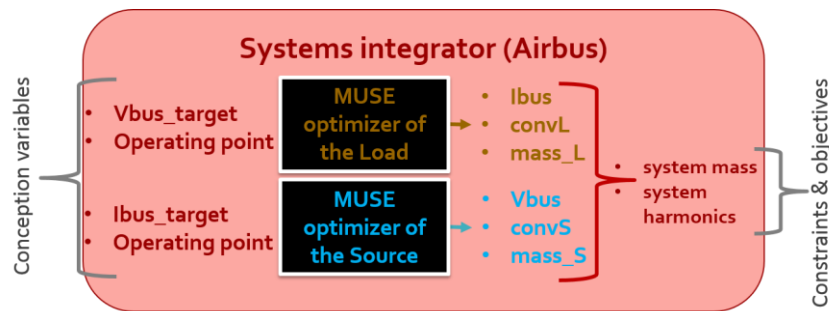 Systems integrator (Airbus)
Conception variables
• Vbus_target
• Operating point
MUSE
optimizer of
the Load
• Ibus
• convL
• mass_L
• Ibus_target
• Operating point
MUSE
optimizer of
the Source
• Vbus
• convS
• mass_S
• system mass
• system
harmonics
Constraints & objectives